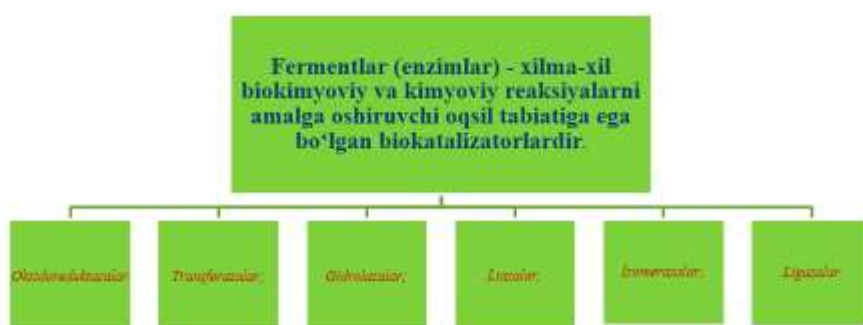 Fermentlar (enzimlar) - xilma-xil
biokimyoviy va kimyoviy reaksiyalarni
amalga oshiruvchi oqsil tabiatiga ega
bo‘lgan biokatalizatorlardir.
Oksidoreduktazalar
Transferazalar;
Gidrolazalar;
Liazalar;
Izomerazalar;
Ligazalar